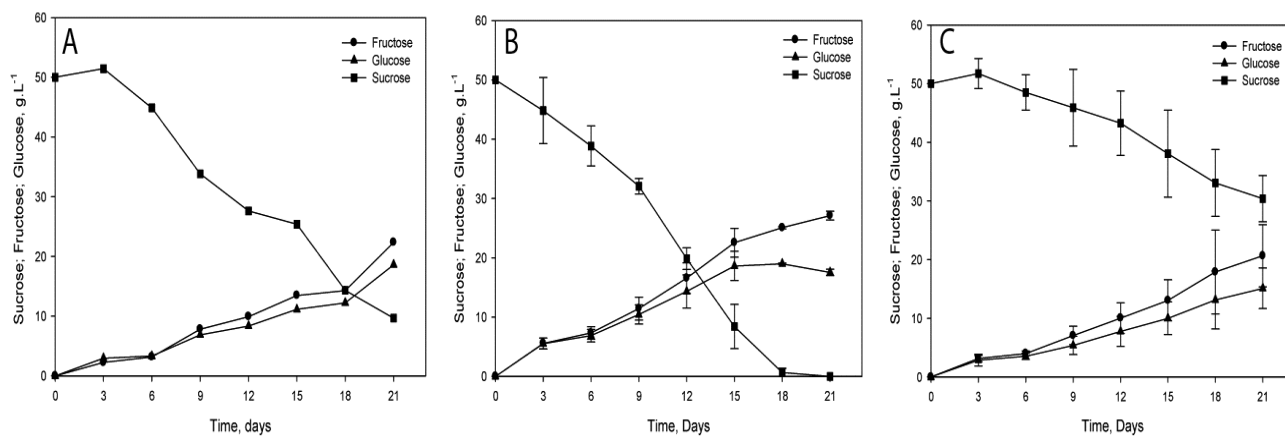 A
Fructose
Glucose
Sucrose
Sucrose; Fructose; Glucose, g.L⁻¹
60
50
40
30
20
10
0
0 3 6 9 12 15 18 21
Time, days
B
Fructose
Glucose
Sucrose
Sucrose; Fructose; Glucose, g.L⁻¹
60
50
40
30
20
10
0
0 3 6 9 12 15 18 21
Time, Days
C
Fructose
Glucose
Sucrose
Sucrose; Fructose; Glucose, g.L⁻¹
60
50
40
30
20
10
0
0 3 6 9 12 15 18 21
Time, Days